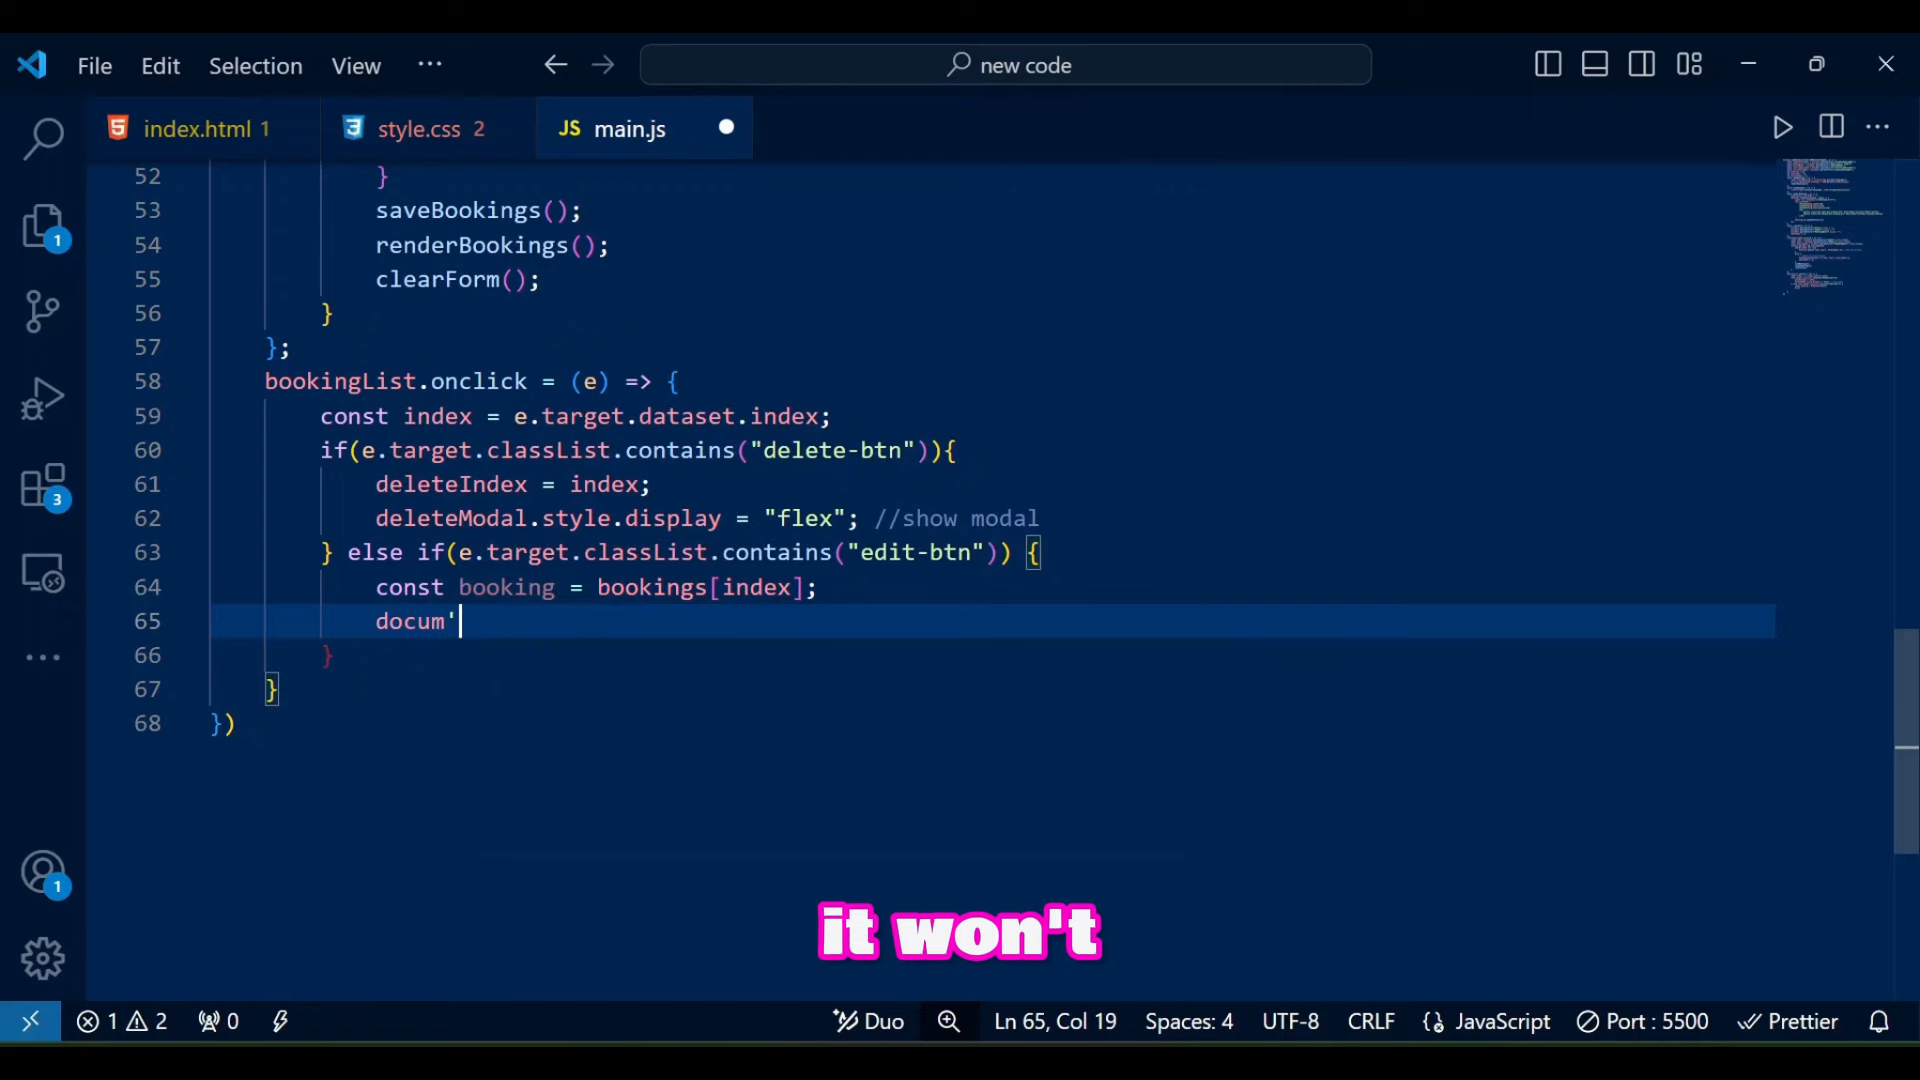 File Edit Selection View ··· new code
index.html 1 style.css 2 JS main.js
52 }
53 saveBookings();
54 renderBookings();
55 clearForm();
56 }
57 };
58 bookingList.onclick = (e) => {
59 const index = e.target.dataset.index;
60 if(e.target.classList.contains("delete-btn")){
61 deleteIndex = index;
62 deleteModal.style.display = "flex"; //show modal
63 } else if(e.target.classList.contains("edit-btn")) {
64 const booking = bookings[index];
65 docum'
66 }
67 }
68 })
1
3
1
it won't
1 2 0 Duo Ln 65, Col 19 Spaces: 4 UTF-8 CRLF {} JavaScript Port : 5500 Prettier